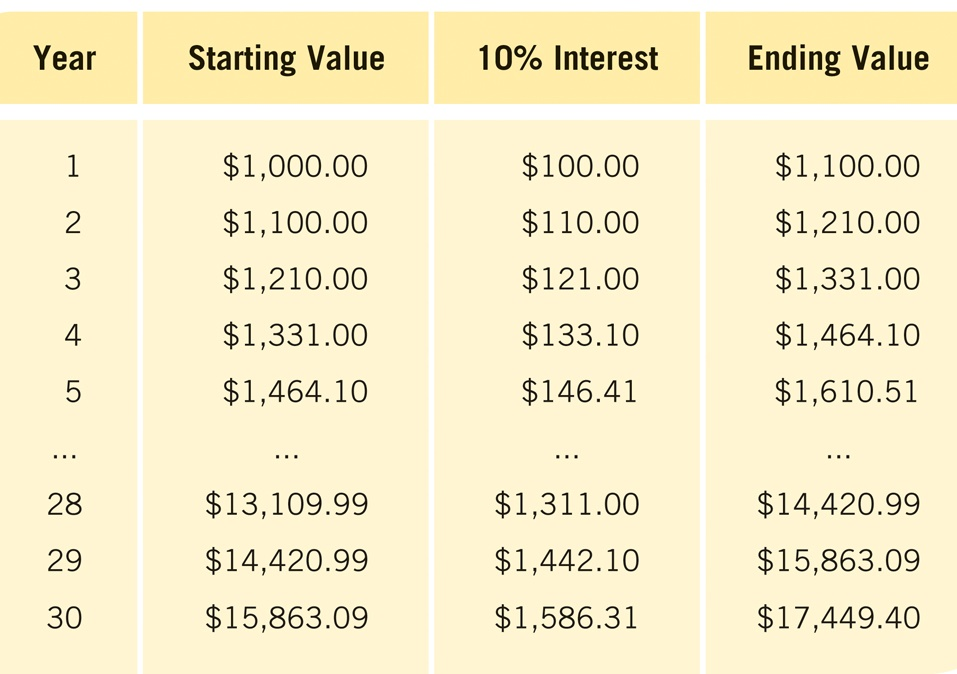 Year Starting Value 10% Interest Ending Value
1 $1,000.00 $100.00 $1,100.00
2 $1,100.00 $110.00 $1,210.00
3 $1,210.00 $121.00 $1,331.00
4 $1,331.00 $133.10 $1,464.10
5 $1,464.10 $146.41 $1,610.51
... ... ... ...
28 $13,109.99 $1,311.00 $14,420.99
29 $14,420.99 $1,442.10 $15,863.09
30 $15,863.09 $1,586.31 $17,449.40